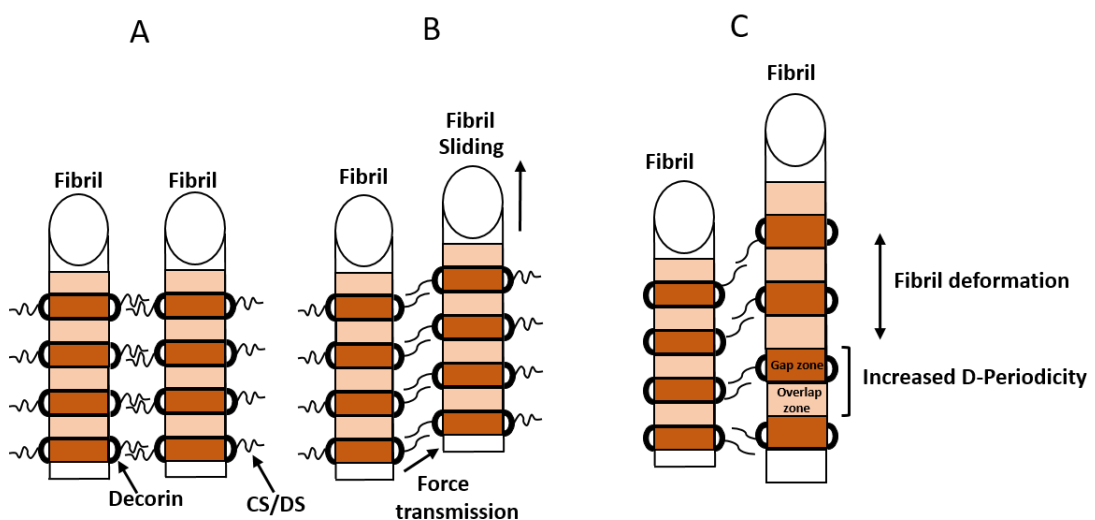 A
B
C
Fibril
Fibril
Fibril
Fibril
Sliding
Fibril
Fibril
Fibril deformation
Gap zone
Overlap
zone
Increased D-Periodicity
Decorin
CS/DS
Force
transmission